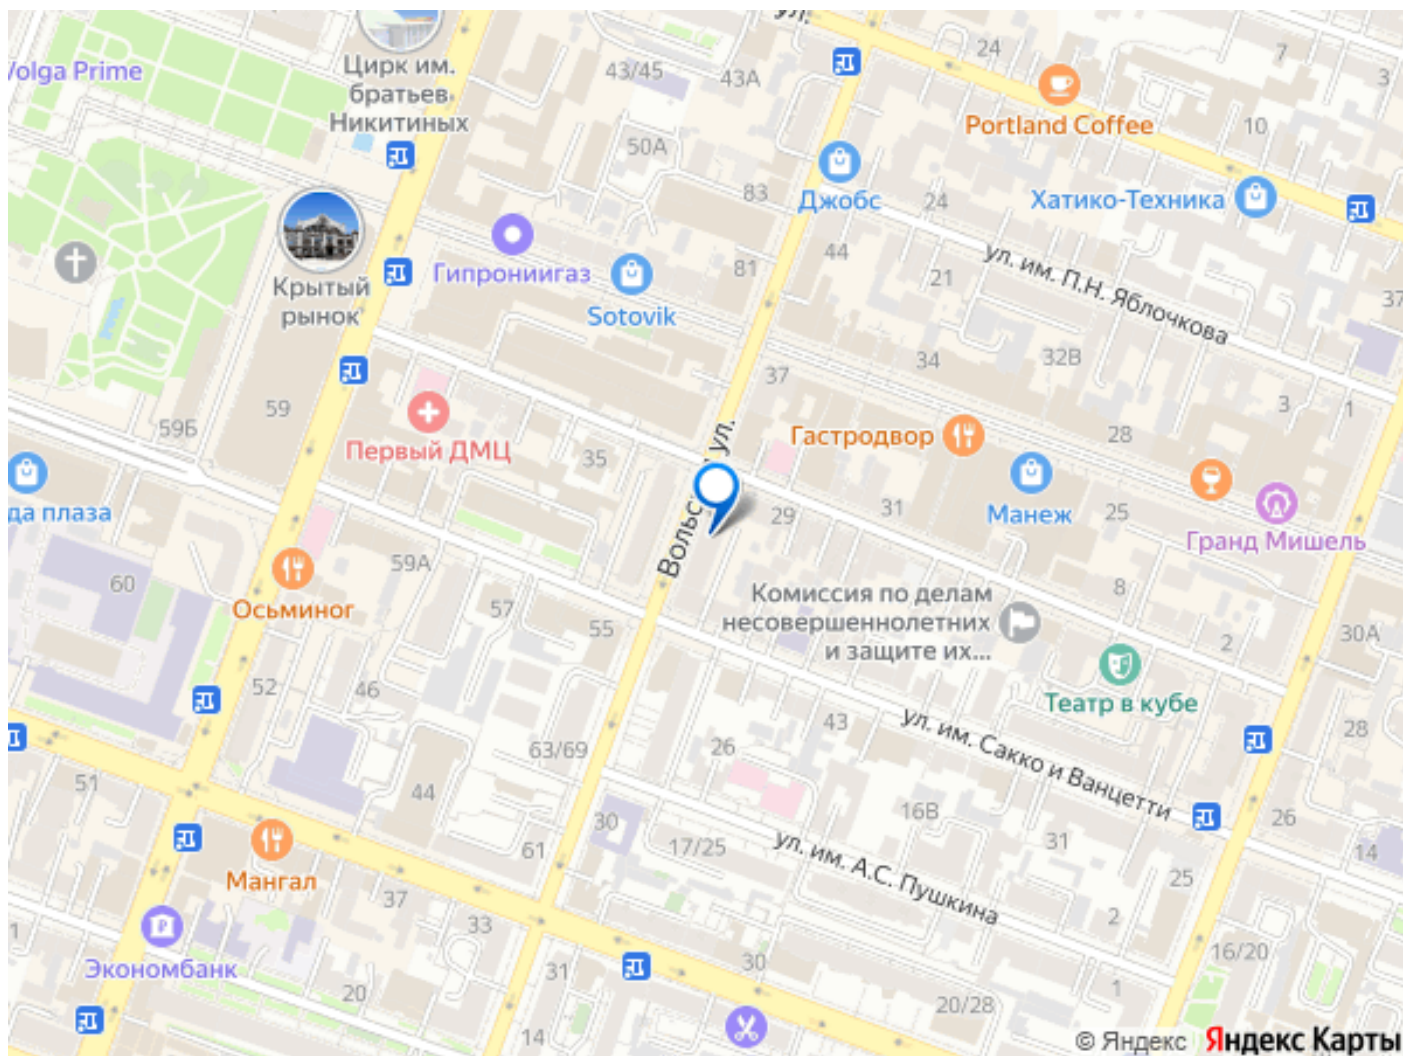 ул.
24
7
3
Volga Prime
Цирк им.
братьев
Никитиных
43/45
43А
Portland Coffee
10
50А
83
Джобс
24
Хатико-Техника
Гипрониигаз
81
44
21
ул. им. П.Н. Яблочкова
37
Крытый
рынок
Sotovik
34
32В
37
59
59Б
Первый ДМЦ
35
Вольс
ул.
Гастродвор
28
3
1
да плаза
29
31
Манеж
25
Гранд Мишель
60
59А
Осьминог
57
55
Комиссия по делам
несовершеннолетних
и защите их...
8
2
30А
Театр в кубе
52
46
43
ул. им. Сакко и Ванцетти
28
63/69
26
51
44
16В
31
26
14
30
17/25
61
ул. им. А.С. Пушкина
25
Мангал
37
33
2
1
Экономбанк
20
31
30
16/20
1
14
20/28
© Яндекс Яндекс Карты